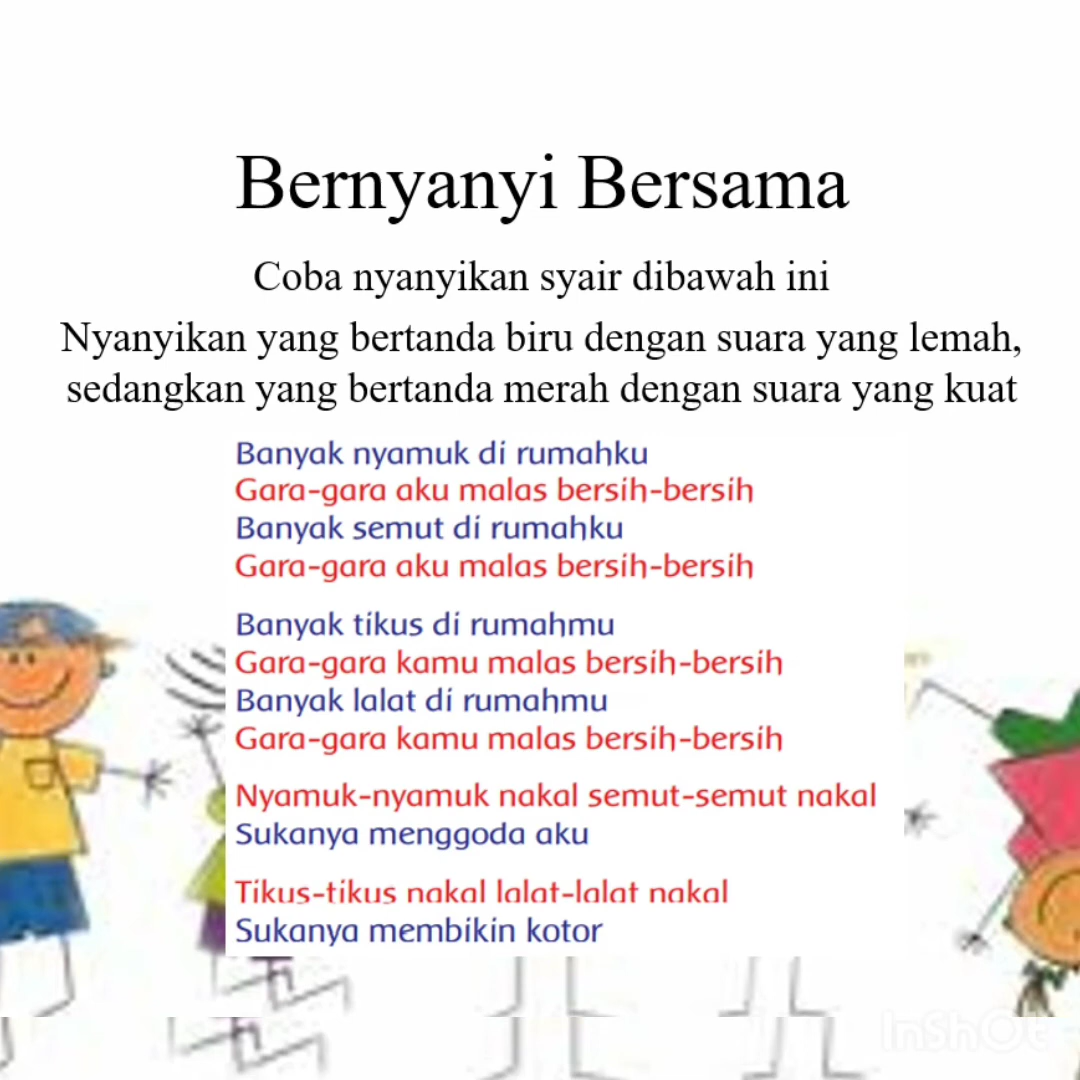 Bernyanyi Bersama
Coba nyanyikan syair dibawah ini
Nyanyikan yang bertanda biru dengan suara yang lemah,
sedangkan yang bertanda merah dengan suara yang kuat
Banyak nyamuk di rumahku
Gara-gara aku malas bersih-bersih
Banyak semut di rumahku
Gara-gara aku malas bersih-bersih
Banyak tikus di rumahmu
Gara-gara kamu malas bersih-bersih
Banyak lalat di rumahmu
Gara-gara kamu malas bersih-bersih
Nyamuk-nyamuk nakal semut-semut nakal
Sukanya menggoda aku
Tikus-tikus nakal lalat-lalat nakal
Sukanya membikin kotor
InShOt